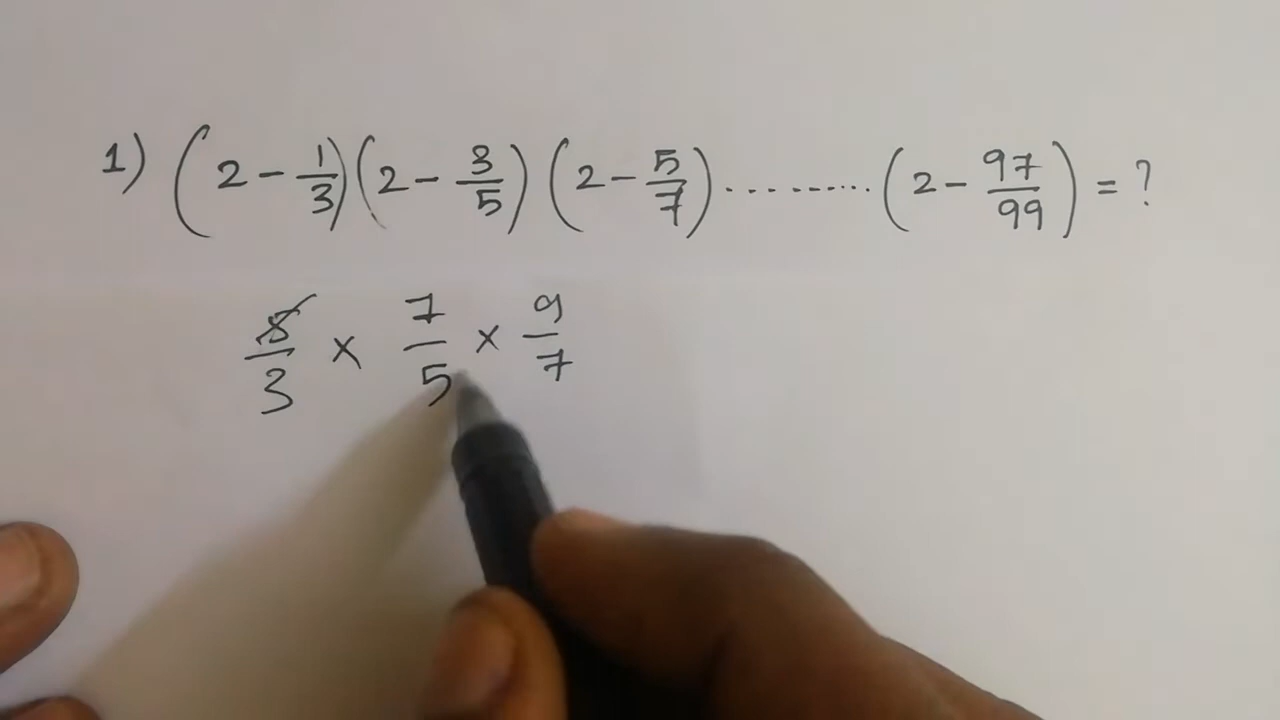 1) (2 - 1/3)(2 - 3/5)(2 - 5/7)..........(2 - 97/99) = ?
5/3 × 7/5 × 9/7